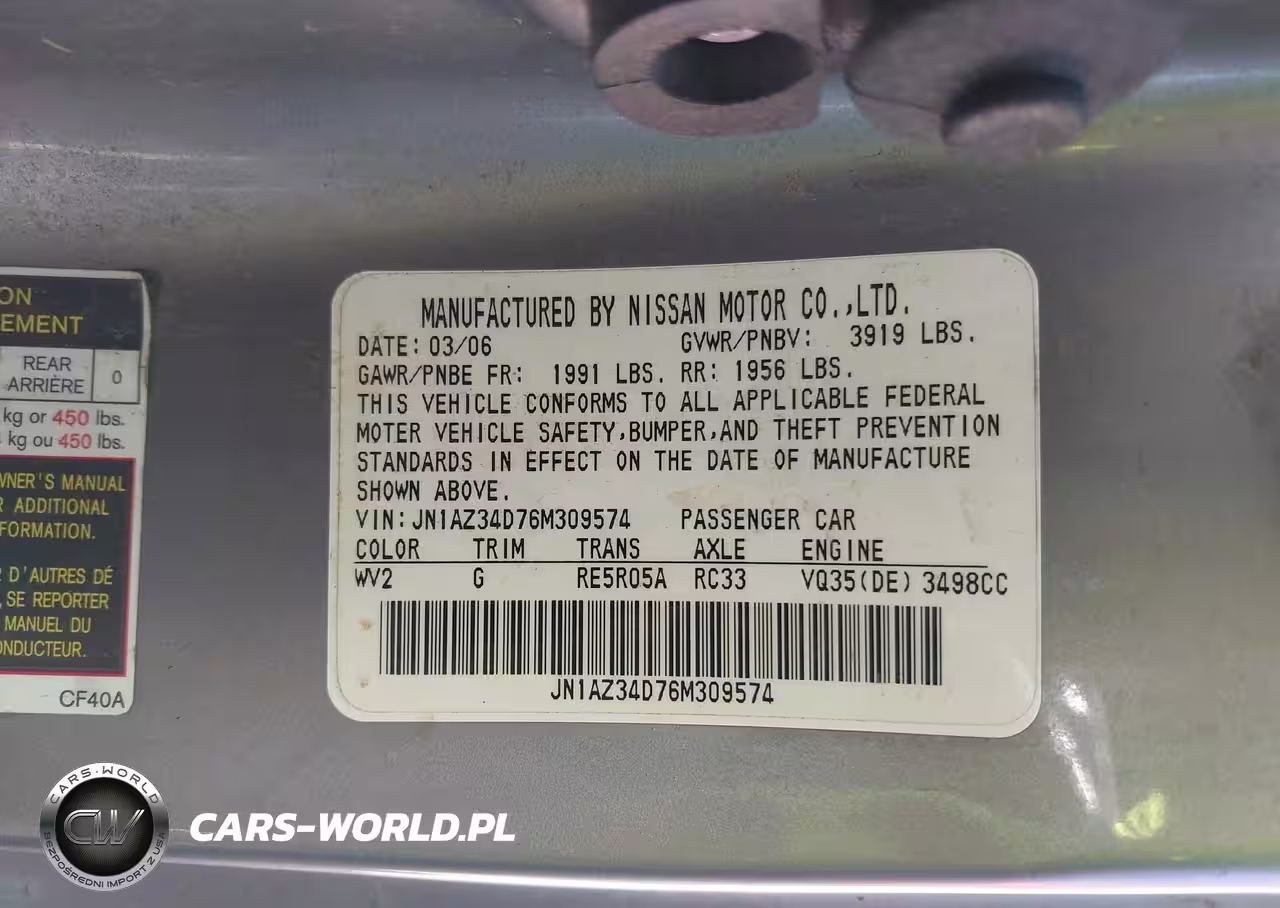 ON
EMENT
REAR
ARRIÈRE
0
kg or 450 lbs.
kg ou 450 lbs.
WNER'S MANUAL
R ADDITIONAL
FORMATION.
R D'AUTRES DÉ
, SE REPORTER
MANUEL DU
ONDUCTEUR.
CF40A
MANUFACTURED BY NISSAN MOTOR CO.,LTD.
DATE: 03/06 GVWR/PNBV: 3919 LBS.
GAWR/PNBE FR: 1991 LBS. RR: 1956 LBS.
THIS VEHICLE CONFORMS TO ALL APPLICABLE FEDERAL
MOTER VEHICLE SAFETY,BUMPER,AND THEFT PREVENTION
STANDARDS IN EFFECT ON THE DATE OF MANUFACTURE
SHOWN ABOVE.
VIN: JN1AZ34D76M309574 PASSENGER CAR
COLOR TRIM TRANS AXLE ENGINE
WV2 G RE5R05A RC33 VQ35(DE) 3498CC
JN1AZ34D76M309574
CARS-WORLD
CW
BEZPOŚREDNI IMPORT Z USA
CARS-WORLD.PL